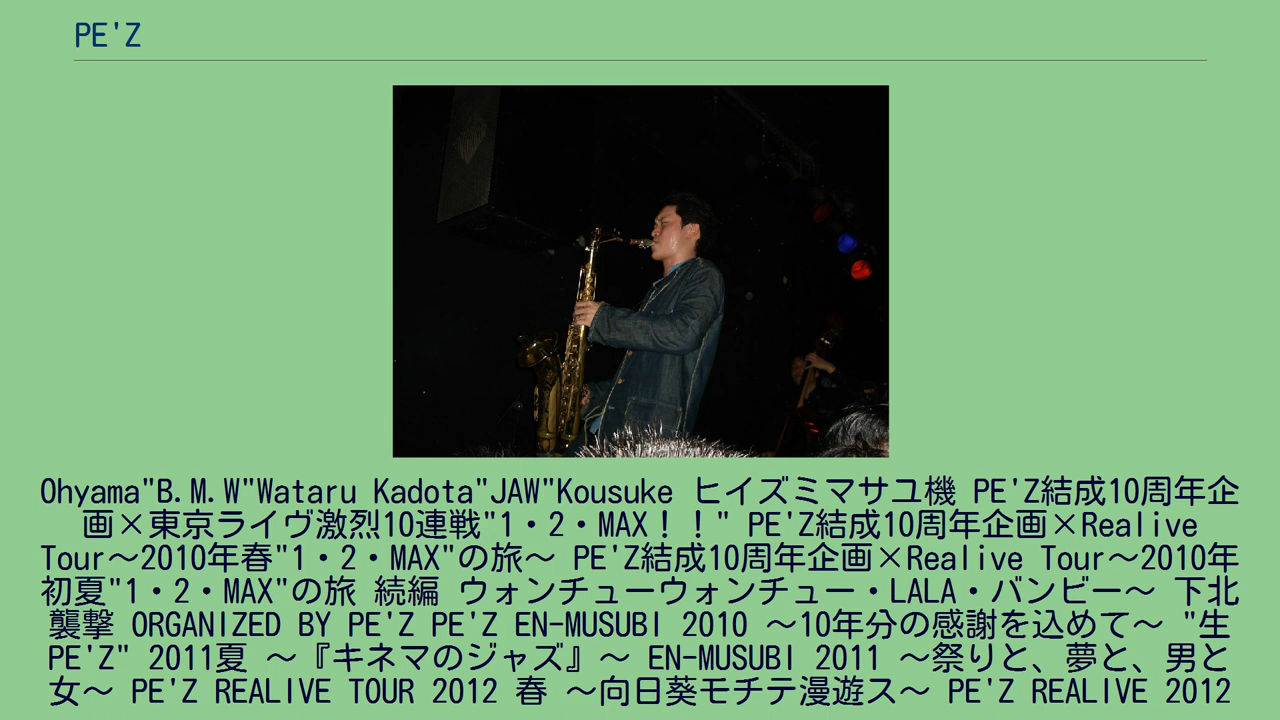 PE'Z
Ohyama"B.M.W"Wataru Kadota"JAW"Kousuke ヒイズミマサユ機 PE'Z結成10周年企
画×東京ライヴ激烈10連戦"1・2・MAX！！" PE'Z結成10周年企画×Realive
Tour～2010年春"1・2・MAX"の旅～ PE'Z結成10周年企画×Realive Tour～2010年
初夏"1・2・MAX"の旅 続編 ウォンチューウォンチュー・LALA・バンビー～ 下北
襲撃 ORGANIZED BY PE'Z PE'Z EN-MUSUBI 2010 ～10年分の感謝を込めて～ "生
PE'Z" 2011夏 ～『キネマのジャズ』～ EN-MUSUBI 2011 ～祭りと、夢と、男と
女～ PE'Z REALIVE TOUR 2012 春 ～向日葵モチテ漫遊ス～ PE'Z REALIVE 2012